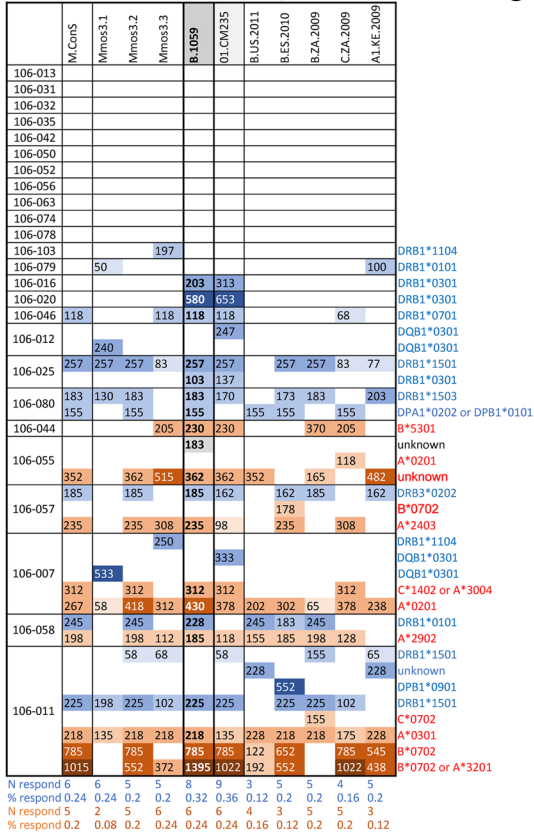 M.ConS Mmos3.1 Mmos3.2 Mmos3.3 B.1059 01.CM235 B.US.2011 B.ES.2010 B.ZA.2009 C.ZA.2009 A1.KE.2009
106-013
106-031
106-032
106-035
106-042
106-050
106-052
106-056
106-063
106-074
106-078
106-103 197 DRB1*1104
106-079 50 100 DRB1*0101
106-016 203 313 DRB1*0301
106-020 580 653 DRB1*0301
106-046 118 118 118 118 68 DRB1*0701
106-012 247 DQB1*0301
240 DQB1*0301
106-025 257 257 257 83 257 257 257 257 83 77 DRB1*1501
103 137 DRB1*0301
106-080 183 130 183 183 170 173 183 203 DRB1*1503
155 155 155 155 155 155 DPA1*0202 or DPB1*0101
106-044 205 230 230 370 205 B*5301
106-055 183 unknown
118 A*0201
352 362 515 362 362 352 165 482 unknown
106-057 185 185 185 162 162 185 162 DRB3*0202
178 B*0702
235 235 308 235 98 235 308 A*2403
106-007 250 DRB1*1104
333 DQB1*0301
533 DQB1*0301
312 312 312 312 312 C*1402 or A*3004
267 58 418 312 430 378 202 302 65 378 238 A*0201
106-058 245 245 228 245 183 245 DRB1*0101
198 198 112 185 118 155 185 198 128 A*2902
106-011 58 68 58 155 65 DRB1*1501
228 228 unknown
552 DPB1*0901
225 198 225 102 225 225 225 225 102 DRB1*1501
155 C*0702
218 135 218 218 218 135 228 218 218 175 228 A*0301
785 785 785 785 122 652 785 545 B*0702
1015 552 372 1395 1022 192 552 1022 438 B*0702 or A*3201
N respond 6 6 5 5 8 9 3 5 5 4 5
% respond 0.24 0.24 0.2 0.2 0.32 0.36 0.12 0.2 0.2 0.16 0.2
N respond 5 2 5 6 6 6 4 3 5 5 3
% respond 0.2 0.08 0.2 0.24 0.24 0.24 0.16 0.12 0.2 0.2 0.12